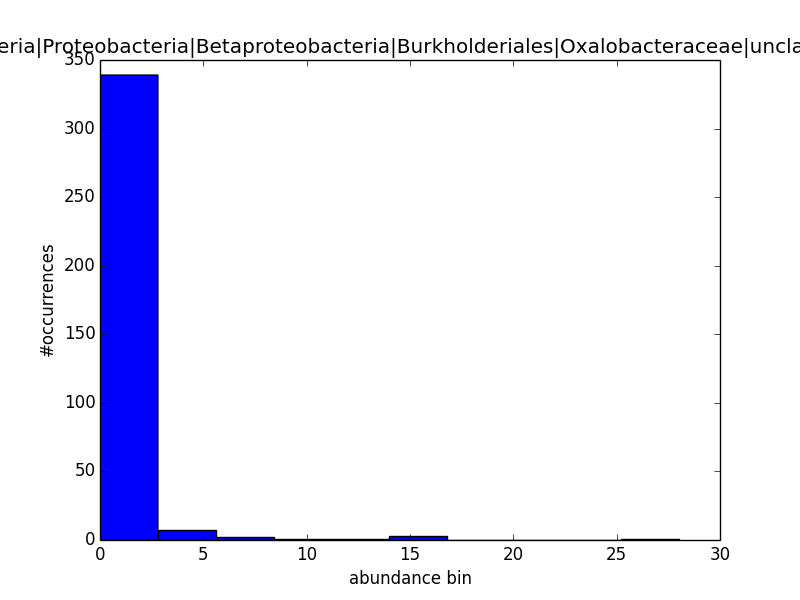 eria|Proteobacteria|Betaproteobacteria|Burkholderiales|Oxalobacteraceae|uncla
350
300
250
200
150
100
50
0
#occurrences
0 5 10 15 20 25 30
abundance bin